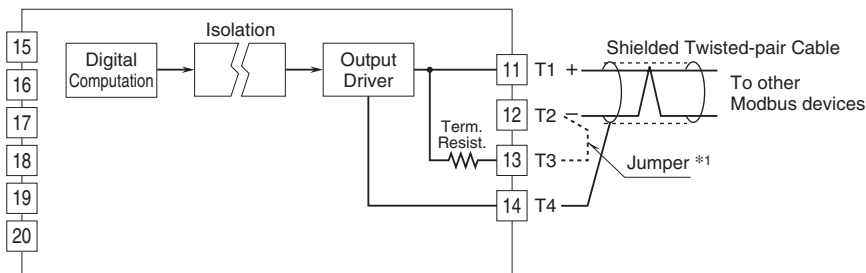 Isolation
15
16
17
18
19
20
Digital
Computation
Output
Driver
Term.
Resist.
11 T1 +
12 T2 −
13 T3
14 T4
Shielded Twisted-pair Cable
To other
Modbus devices
Jumper *1